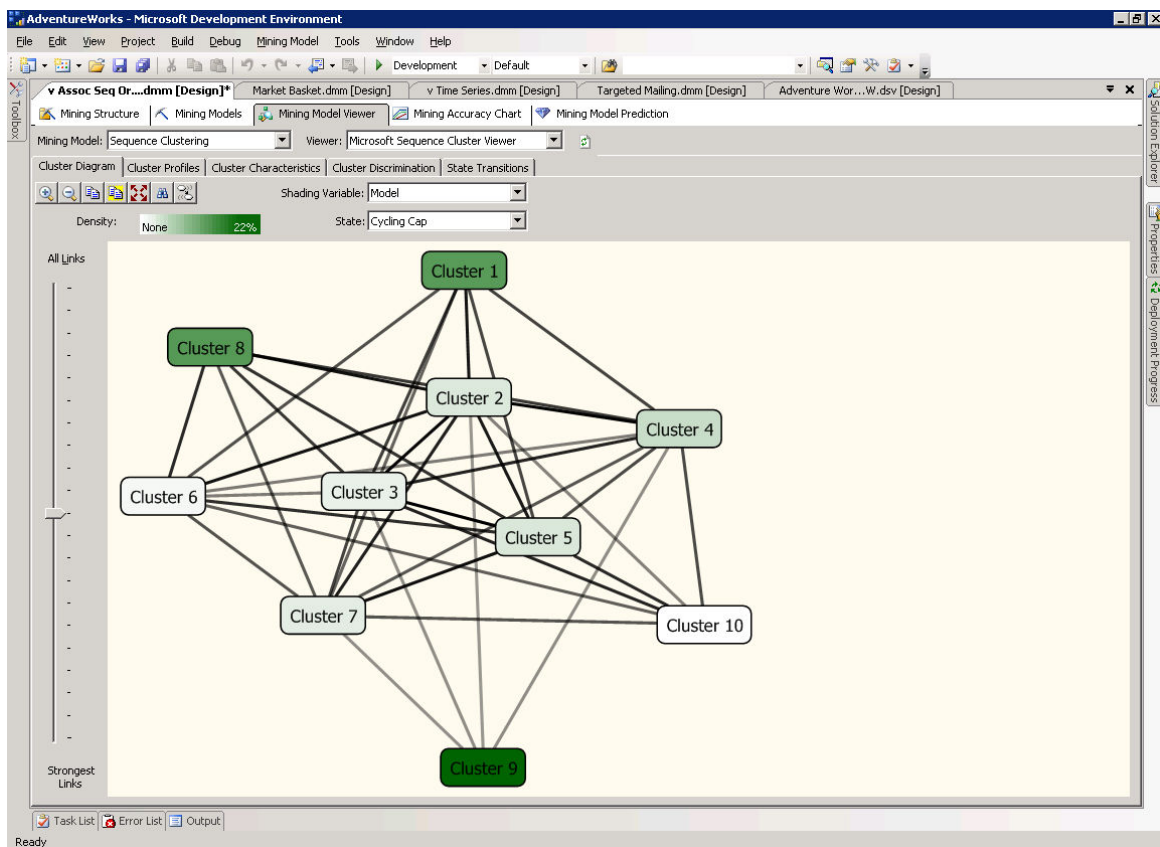 AdventureWorks - Microsoft Development Environment
File Edit View Project Build Debug Mining Model Tools Window Help
Development Default
v Assoc Seq Or....dmm [Design]* Market Basket.dmm [Design] v Time Series.dmm [Design] Targeted Mailing.dmm [Design] Adventure Wor...W.dsv [Design]
Mining Structure Mining Models Mining Model Viewer Mining Accuracy Chart Mining Model Prediction
Mining Model: Sequence Clustering Viewer: Microsoft Sequence Cluster Viewer
Cluster Diagram Cluster Profiles Cluster Characteristics Cluster Discrimination State Transitions
Shading Variable: Model
Density: None 22% State: Cycling Cap
All Links
Cluster 1
Cluster 8
Cluster 2
Cluster 4
Cluster 3
Cluster 6
Cluster 5
Cluster 7
Cluster 10
Cluster 9
Strongest
Links
Toolbox
Solution Explorer
Properties
Deployment Progress
Task List Error List Output
Ready